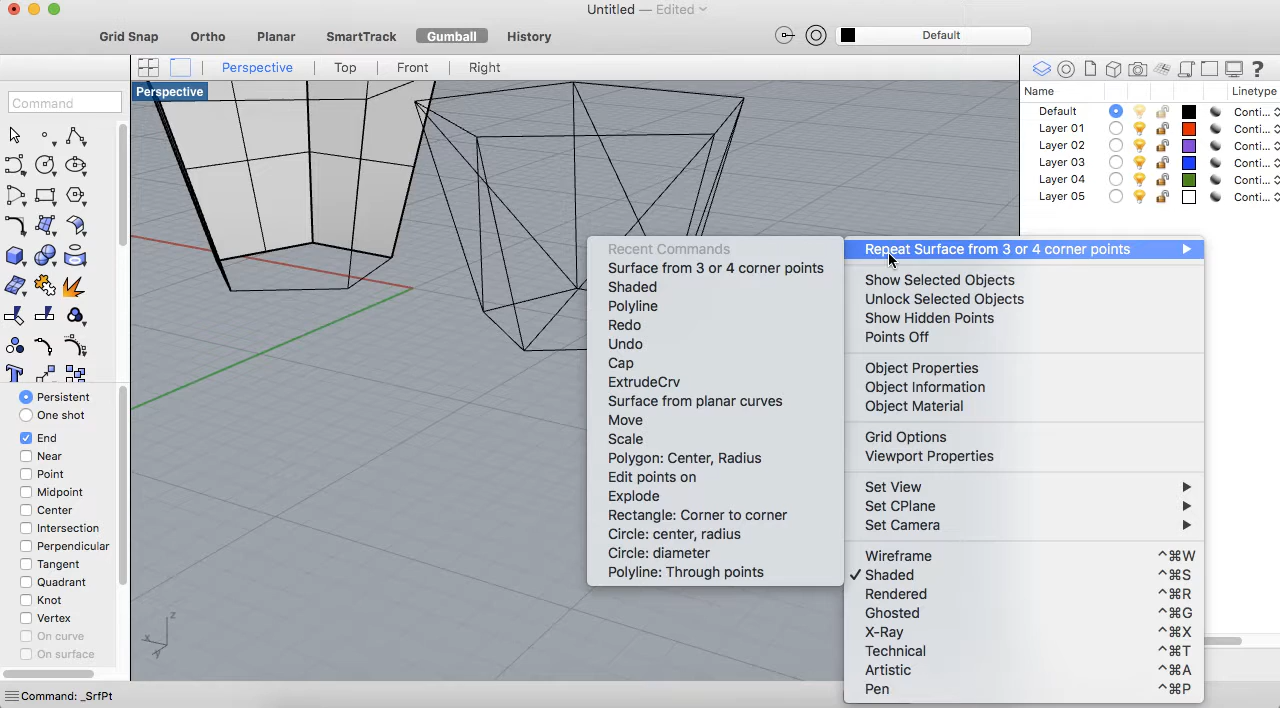 Untitled — Edited
Grid Snap
Ortho
Planar
SmartTrack
Gumball
History
Default
Perspective
Top
Front
Right
Command
Perspective
Name
Linetype
Default
Conti...
Layer 01
Conti...
Layer 02
Conti...
Layer 03
Conti...
Layer 04
Conti...
Layer 05
Conti...
Recent Commands
Surface from 3 or 4 corner points
Shaded
Polyline
Redo
Undo
Cap
ExtrudeCrv
Surface from planar curves
Move
Scale
Polygon: Center, Radius
Edit points on
Explode
Rectangle: Corner to corner
Circle: center, radius
Circle: diameter
Polyline: Through points
Repeat Surface from 3 or 4 corner points
Show Selected Objects
Unlock Selected Objects
Show Hidden Points
Points Off
Object Properties
Object Information
Object Material
Grid Options
Viewport Properties
Set View
Set CPlane
Set Camera
Wireframe ^⌘W
Shaded ^⌘S
Rendered ^⌘R
Ghosted ^⌘G
X-Ray ^⌘X
Technical ^⌘T
Artistic ^⌘A
Pen ^⌘P
Persistent
One shot
End
Near
Point
Midpoint
Center
Intersection
Perpendicular
Tangent
Quadrant
Knot
Vertex
On curve
On surface
z
x
y
Command: _SrfPt